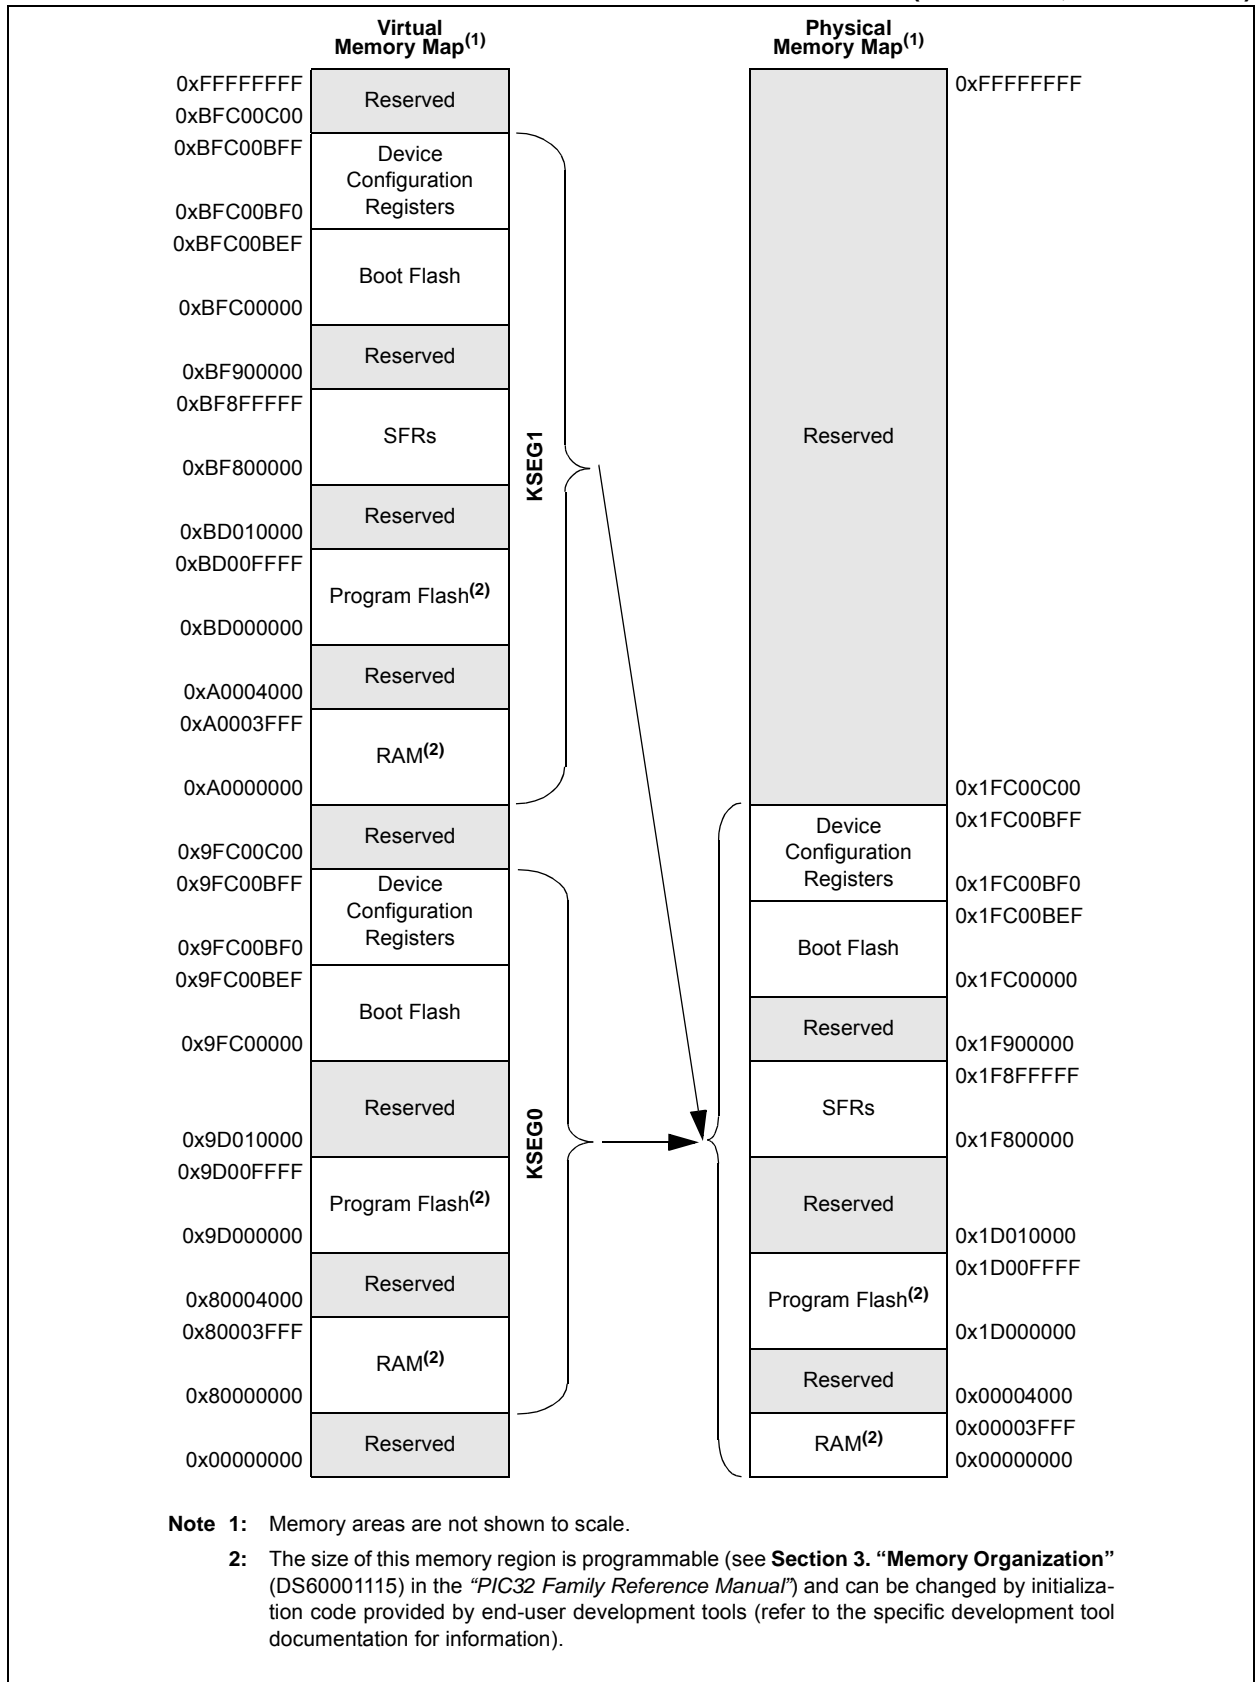 Virtual
Memory Map(1)
Physical
Memory Map(1)
0xFFFFFFFF
Reserved
0xBFC00C00
0xBFC00BFF
Device
Configuration
Registers
0xBFC00BF0
0xBFC00BEF
Boot Flash
0xBFC00000
Reserved
0xBF900000
0xBF8FFFFF
SFRs
0xBF800000
Reserved
0xBD010000
0xBD00FFFF
Program Flash(2)
0xBD000000
Reserved
0xA0004000
0xA0003FFF
RAM(2)
0xA0000000
Reserved
0x9FC00C00
0x9FC00BFF
Device
Configuration
Registers
0x9FC00BF0
0x9FC00BEF
Boot Flash
0x9FC00000
Reserved
0x9D010000
0x9D00FFFF
Program Flash(2)
0x9D000000
Reserved
0x80004000
0x80003FFF
RAM(2)
0x80000000
Reserved
0x00000000
KSEG1
KSEG0
0xFFFFFFFF
Reserved
0x1FC00C00
0x1FC00BFF
Device
Configuration
Registers
0x1FC00BF0
0x1FC00BEF
Boot Flash
0x1FC00000
Reserved
0x1F900000
0x1F8FFFFF
SFRs
0x1F800000
Reserved
0x1D010000
0x1D00FFFF
Program Flash(2)
0x1D000000
Reserved
0x00004000
0x00003FFF
RAM(2)
0x00000000
Note 1: Memory areas are not shown to scale.
2: The size of this memory region is programmable (see Section 3. “Memory Organization”
(DS60001115) in the “PIC32 Family Reference Manual”) and can be changed by initializa-
tion code provided by end-user development tools (refer to the specific development tool
documentation for information).